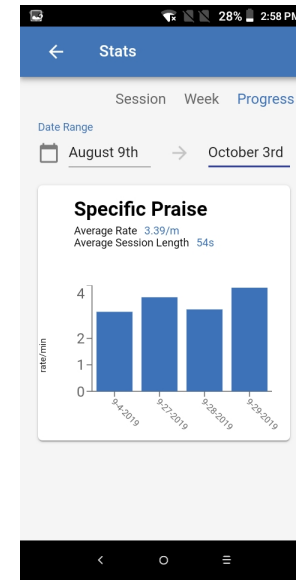 28% 2:58 PM
Stats
Session Week Progress
Date Range
August 9th October 3rd
Specific Praise
Average Rate 3.39/m
Average Session Length 54s
rate/min
4
2
1
0
9-4-2019
9-27-2019
9-28-2019
9-29-2019